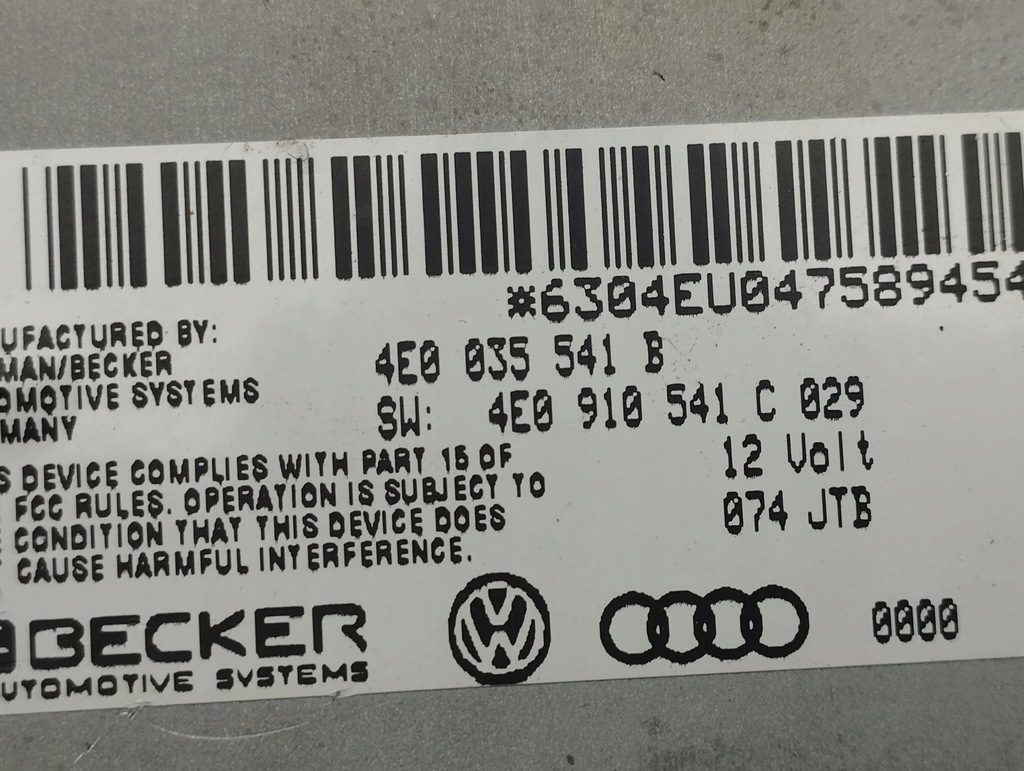 *6304EU047589454
UFACTURED BY:
MAN/BECKER
OMOTIVE SYSTEMS
MANY
4E0 035 541 B
SW: 4E0 910 541 C 029
12 Volt
074 JTB
S DEVICE COMPLIES WITH PART 15 OF
FCC RULES. OPERATION IS SUBJECT TO
CONDITION THAT THIS DEVICE DOES
CAUSE HARMFUL INTERFERENCE.
BECKER
UTOMOTIVE SYSTEMS
0000